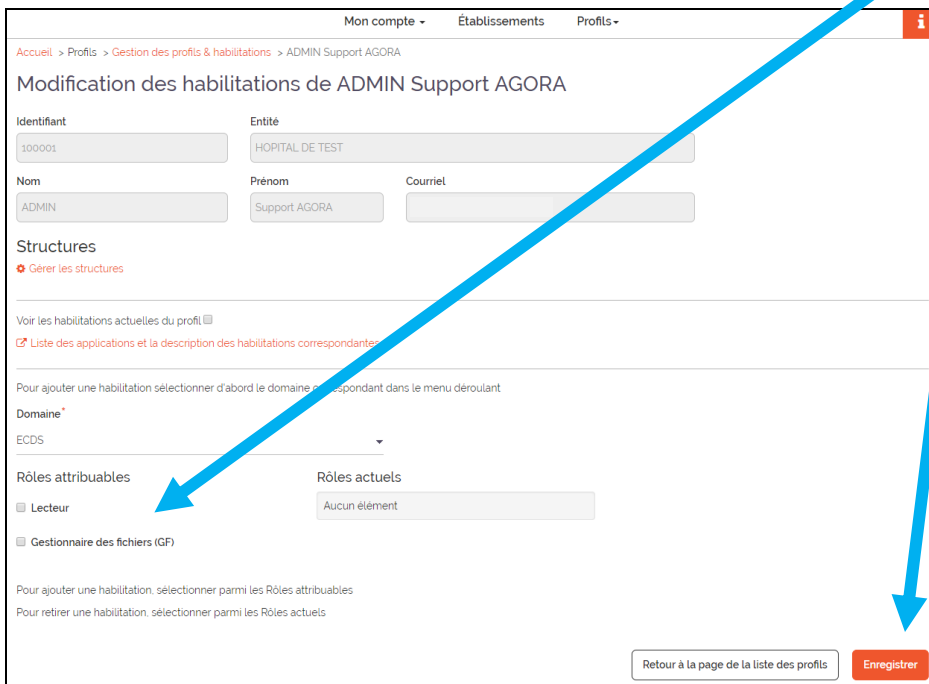 Mon compte Établissements Profils i
Accueil > Profils > Gestion des profils & habilitations > ADMIN Support AGORA
Modification des habilitations de ADMIN Support AGORA
Identifiant Entité
100001 HOPITAL DE TEST
Nom Prénom Courriel
ADMIN Support AGORA
Structures
Gérer les structures
Voir les habilitations actuelles du profil
Liste des applications et la description des habilitations correspondantes
Pour ajouter une habilitation sélectionner d'abord le domaine correspondant dans le menu déroulant
Domaine*
ECDS
Rôles attribuables Rôles actuels
Lecteur Aucun élément
Gestionnaire des fichiers (GF)
Pour ajouter une habilitation, sélectionner parmi les Rôles attribuables
Pour retirer une habilitation, sélectionner parmi les Rôles actuels
Retour à la page de la liste des profils Enregistrer